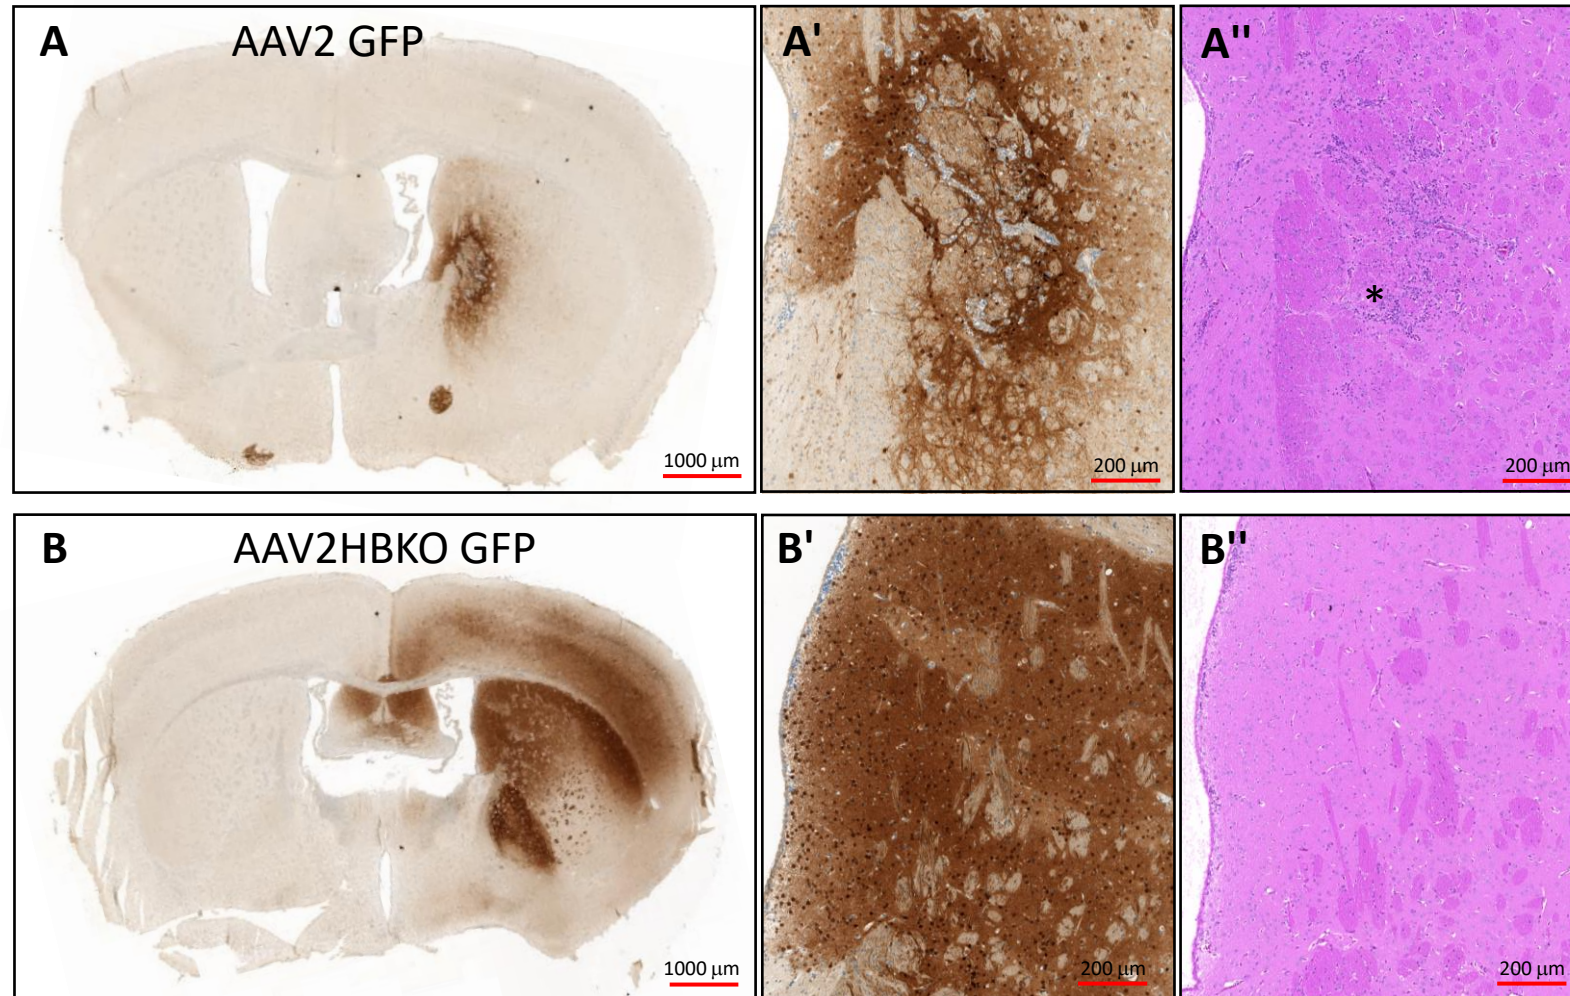 A
AAV2 GFP
1000 μm
A'
200 μm
A''
*
200 μm
B
AAV2HBKO GFP
1000 μm
B'
200 μm
B''
200 μm